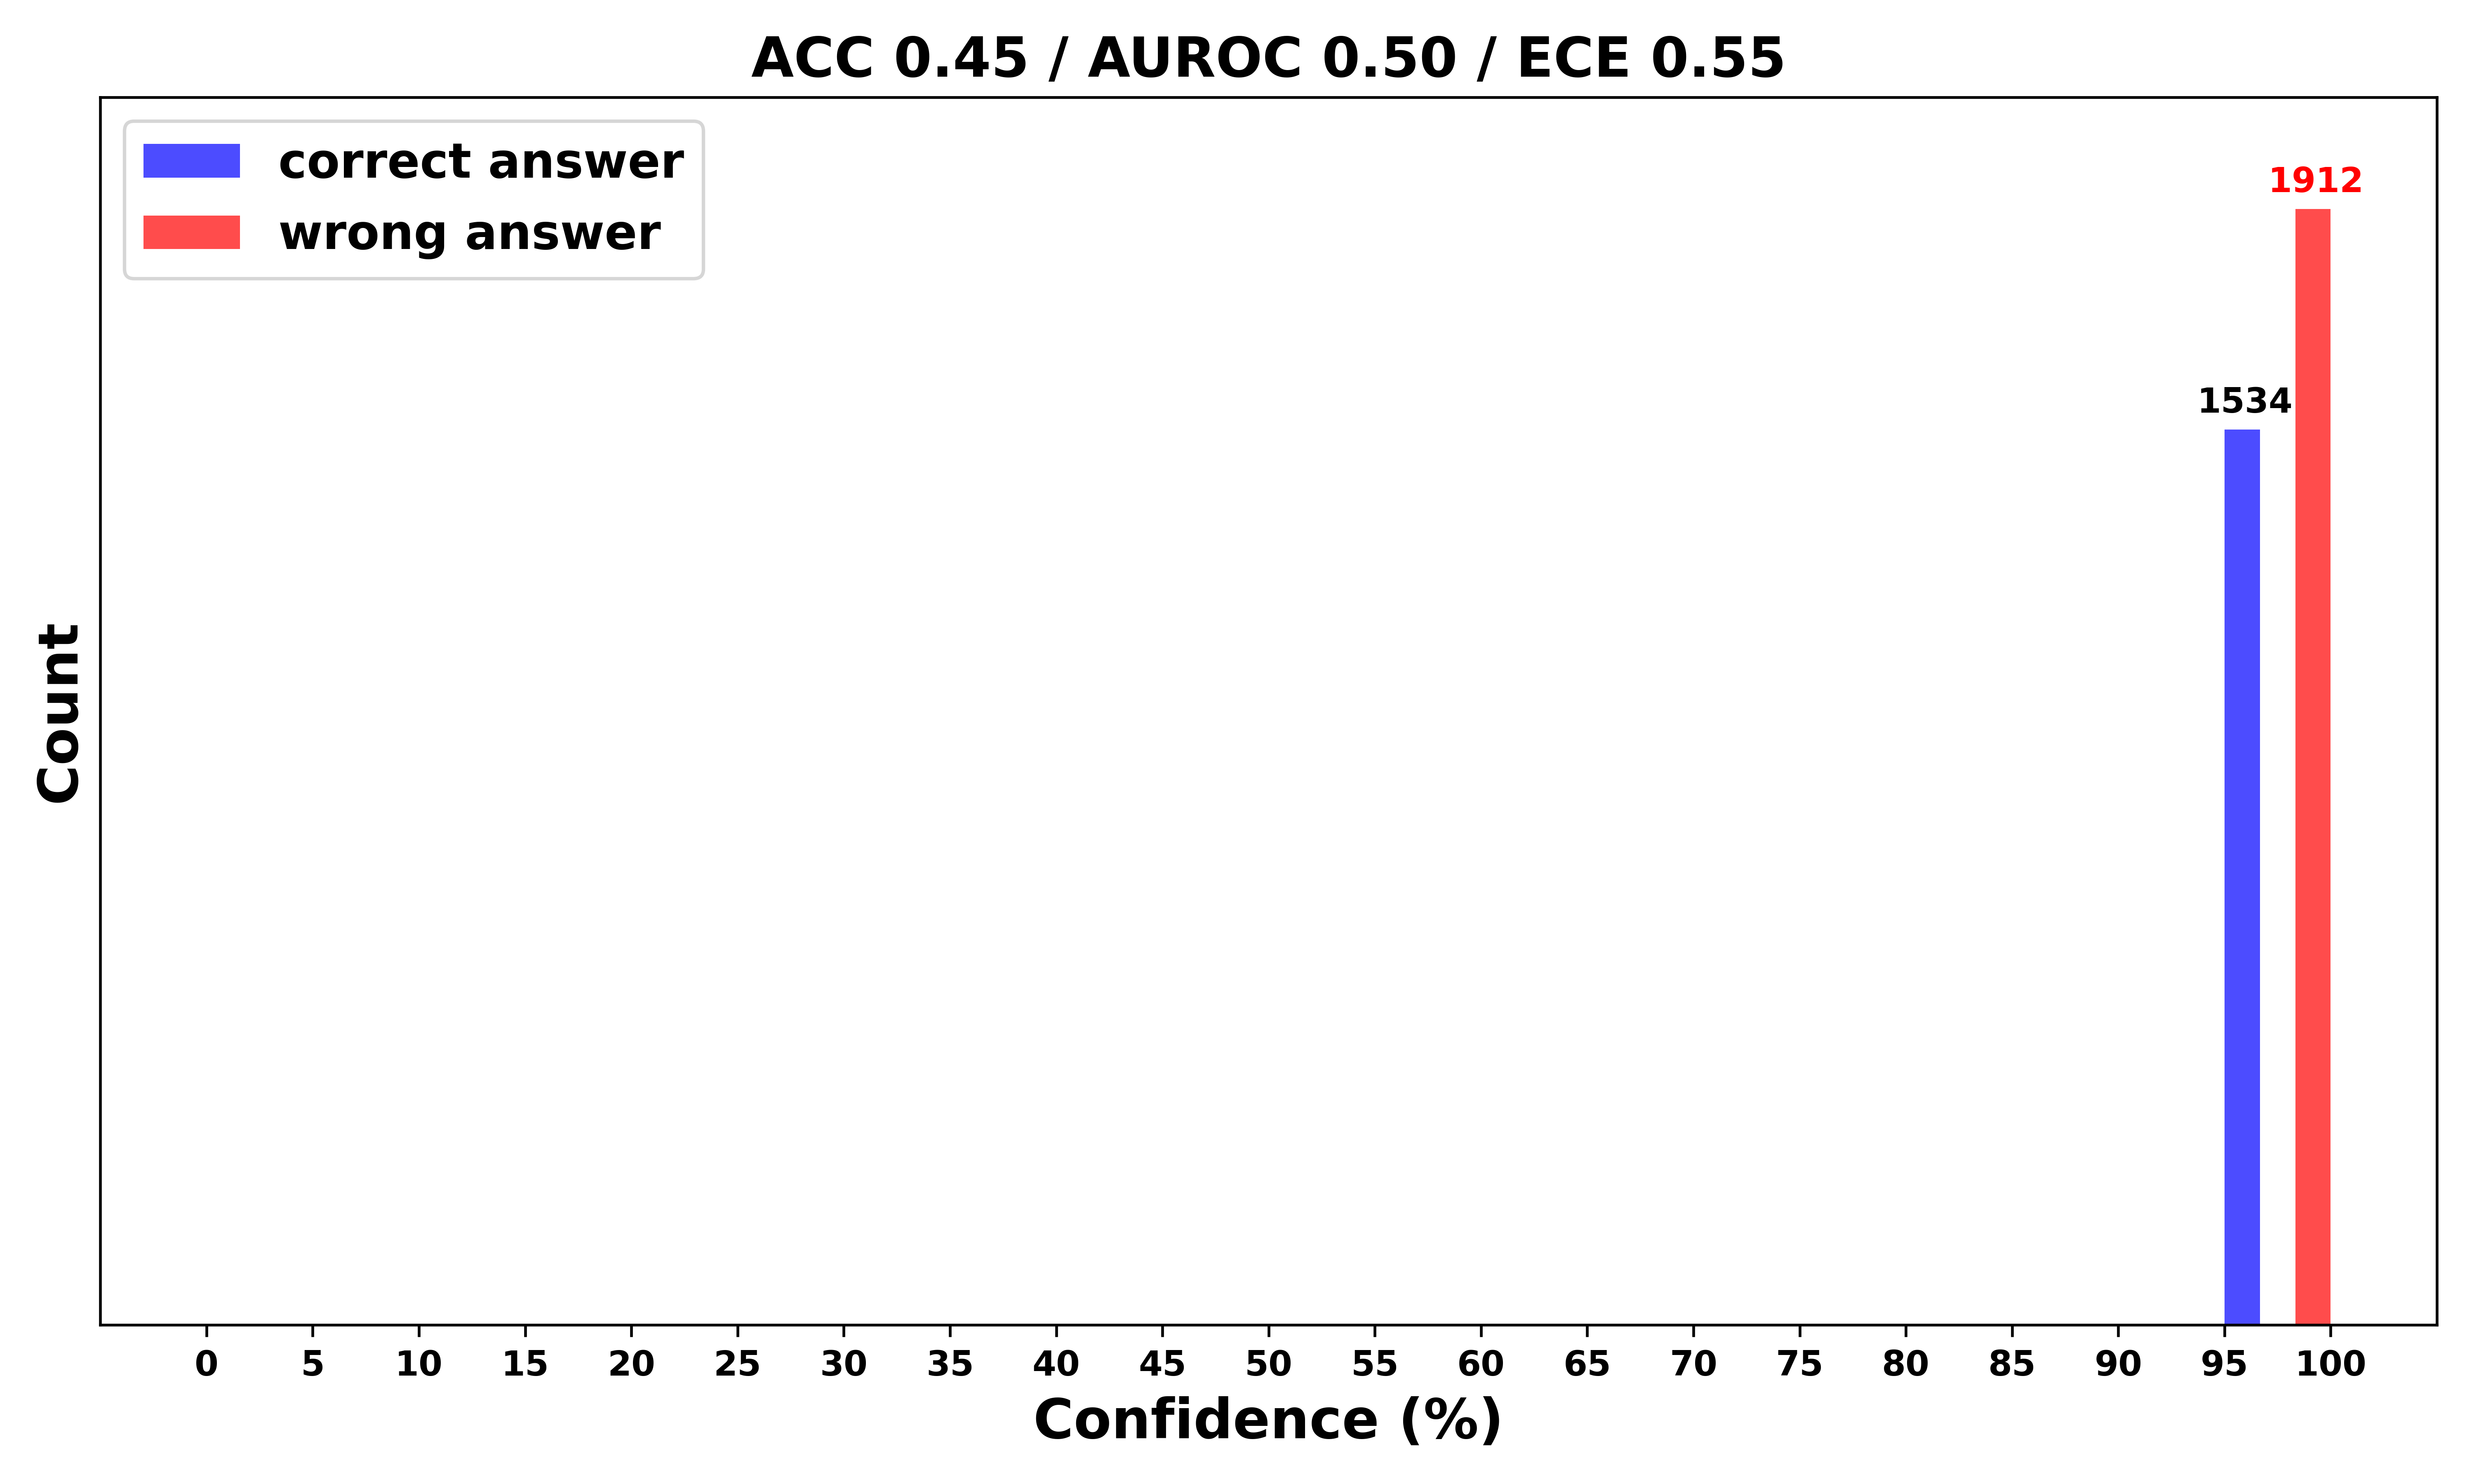 ACC 0.45 / AUROC 0.50 / ECE 0.55
correct answer
wrong answer
1912
1534
Count
0 5 10 15 20 25 30 35 40 45 50 55 60 65 70 75 80 85 90 95 100
Confidence (%)